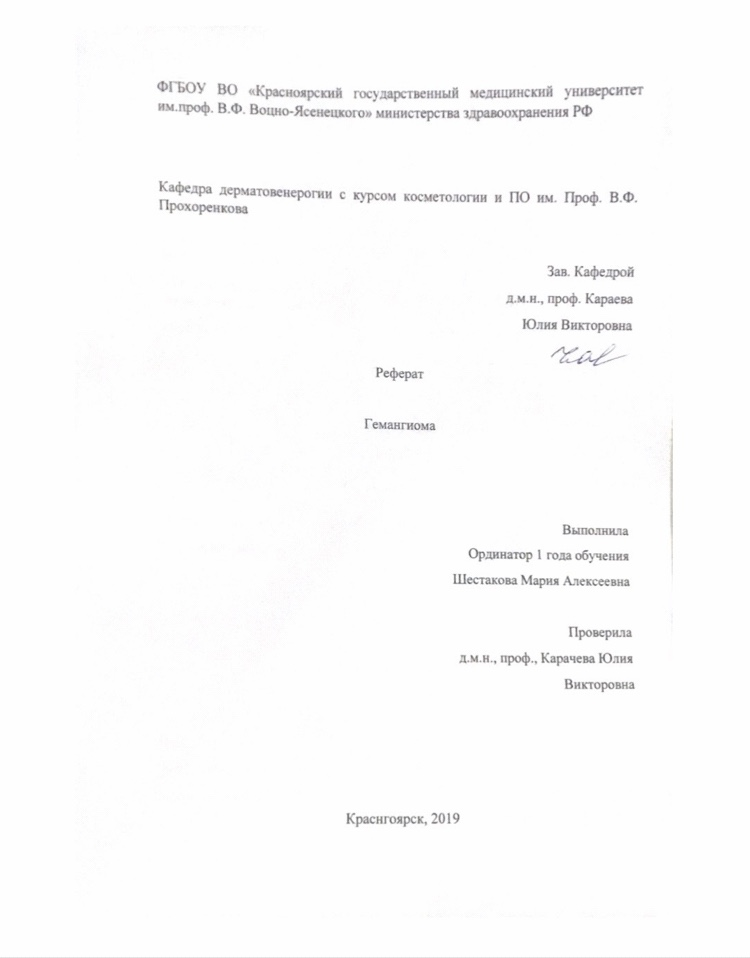 ФГБОУ ВО «Красноярский государственный медицинский университет
им.проф. В.Ф. Воцно-Ясенецкого» министерства здравоохранения РФ
Кафедра дерматовенерогии с курсом косметологии и ПО им. Проф. В.Ф.
Прохоренкова
Зав. Кафедрой
д.м.н., проф. Караева
Юлия Викторовна
Реферат
Гемангиома
Выполнила
Ординатор 1 года обучения
Шестакова Мария Алексеевна
Проверила
д.м.н., проф., Карачева Юлия
Викторовна
Краснгоярск, 2019